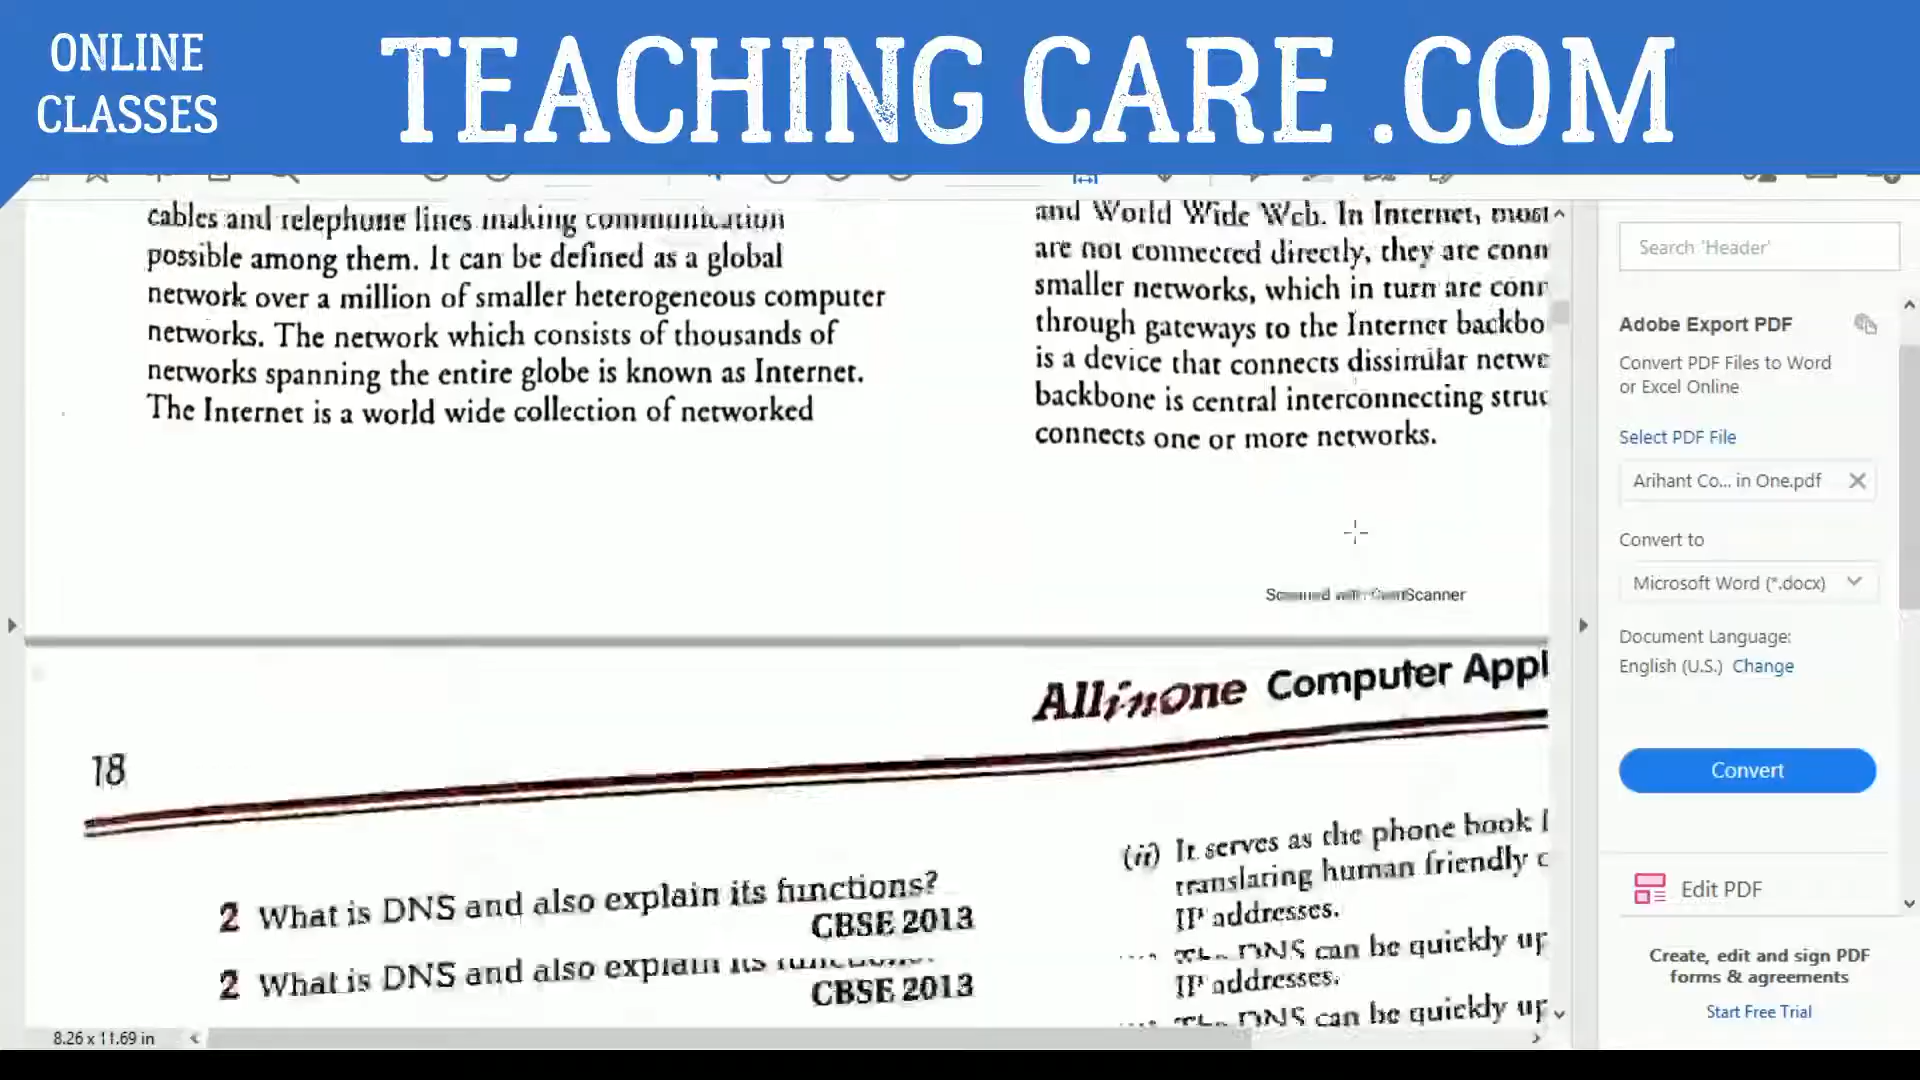 ONLINE
CLASSES
TEACHING CARE .COM
cables and telephone lines making communication
possible among them. It can be defined as a global
network over a million of smaller heterogeneous computer
networks. The network which consists of thousands of
networks spanning the entire globe is known as Internet.
The Internet is a world wide collection of networked
and World Wide Web. In Internet, most
are not connected directly, they are conn
smaller networks, which in turn are conn
through gateways to the Internet backbo
is a device that connects dissimilar netwo
backbone is central interconnecting struc
connects one or more networks.
Scanned with CamScanner
18
All in one Computer Appl
2 What is DNS and also explain its functions?
CBSE 2013
2 What is DNS and also explain its
CBSE 2013
(ii) It serves as the phone book
translating human friendly c
IP addresses.
DNS can be quickly up
IP addresses.
DNS can be quickly up
8.26 x 11.69 in
Search 'Header'
Adobe Export PDF
Convert PDF Files to Word
or Excel Online
Select PDF File
Arihant Co... in One.pdf
Convert to
Microsoft Word (*.docx)
Document Language:
English (U.S.) Change
Convert
Edit PDF
Create, edit and sign PDF
forms & agreements
Start Free Trial